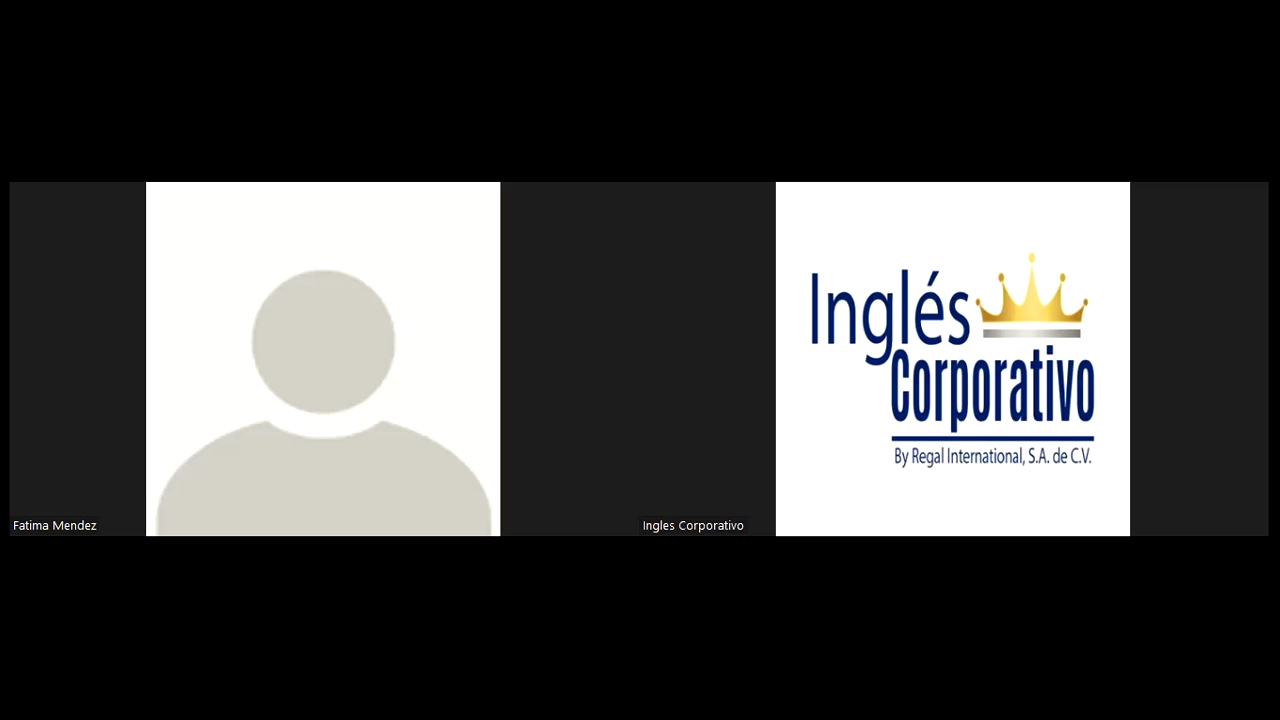 Inglés
Corporativo
By Regal International, S.A. de C.V.
Fatima Mendez
Ingles Corporativo